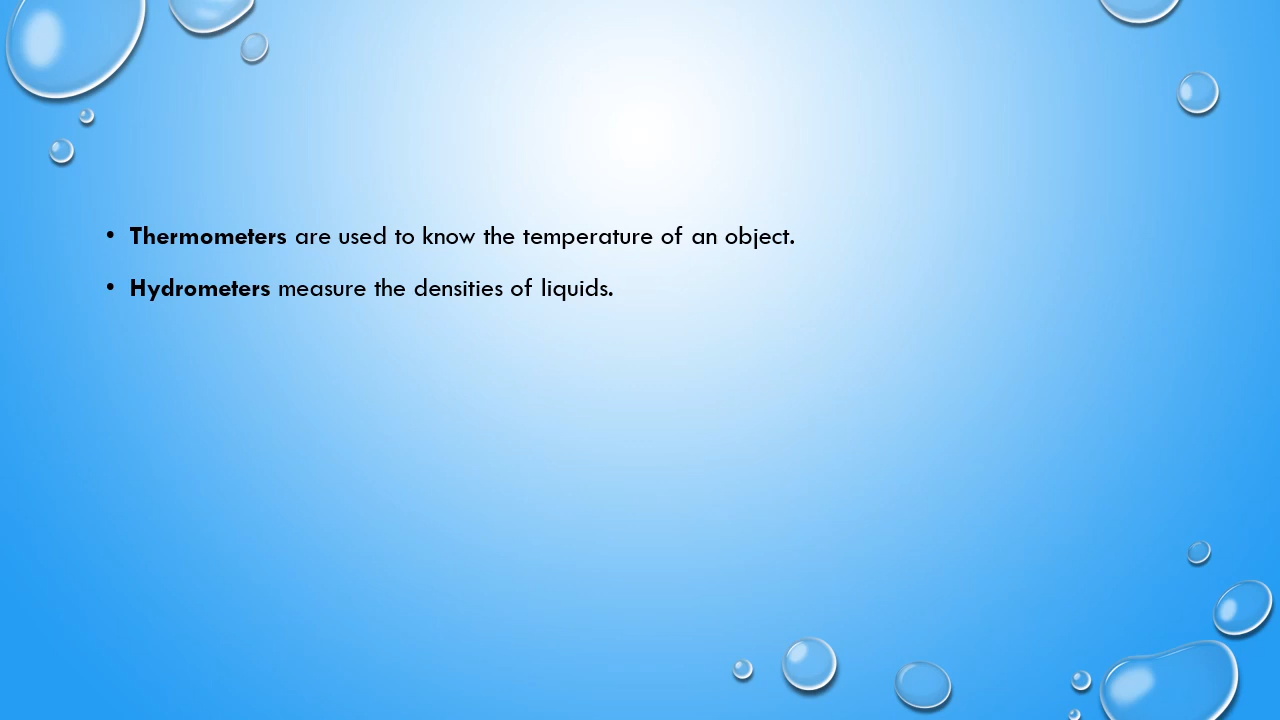 • Thermometers are used to know the temperature of an object.
• Hydrometers measure the densities of liquids.